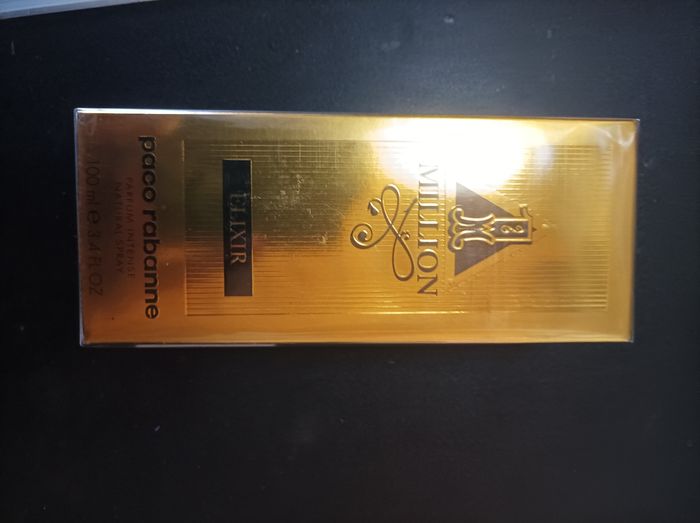 1
MILLION
ELIXIR
paco rabanne
PARFUM INTENSE
NATURAL SPRAY
100 ml e 3.4 FL.OZ